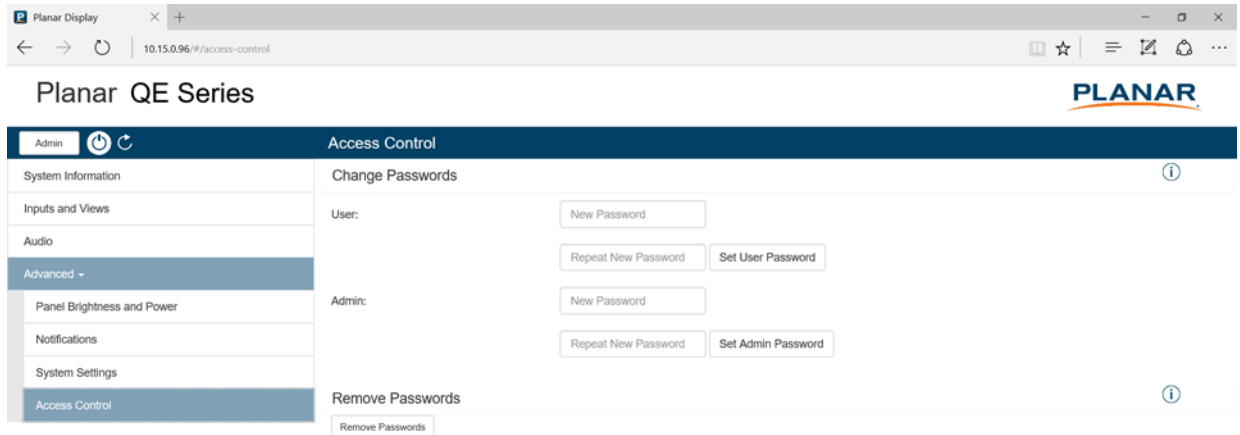 Planar Display
10.15.0.96/#/access-control
Planar QE Series
PLANAR
Admin
Access Control
System Information
Change Passwords
Inputs and Views
User:
New Password
Audio
Repeat New Password
Set User Password
Advanced
Panel Brightness and Power
Admin:
New Password
Notifications
Repeat New Password
Set Admin Password
System Settings
Access Control
Remove Passwords
Remove Passwords